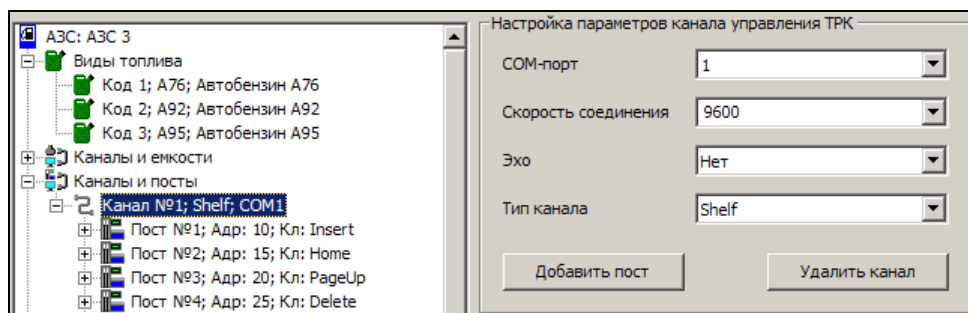 АЗС: АЗС 3
Виды топлива
Код 1; А76; Автобензин А76
Код 2; А92; Автобензин А92
Код 3; А95; Автобензин А95
Каналы и емкости
Каналы и посты
Канал №1; Shelf; COM1
Пост №1; Адр: 10; Кл: Insert
Пост №2; Адр: 15; Кл: Home
Пост №3; Адр: 20; Кл: PageUp
Пост №4; Адр: 25; Кл: Delete
Настройка параметров канала управления ТРК
COM-порт 1
Скорость соединения 9600
Эхо Нет
Тип канала Shelf
Добавить пост Удалить канал